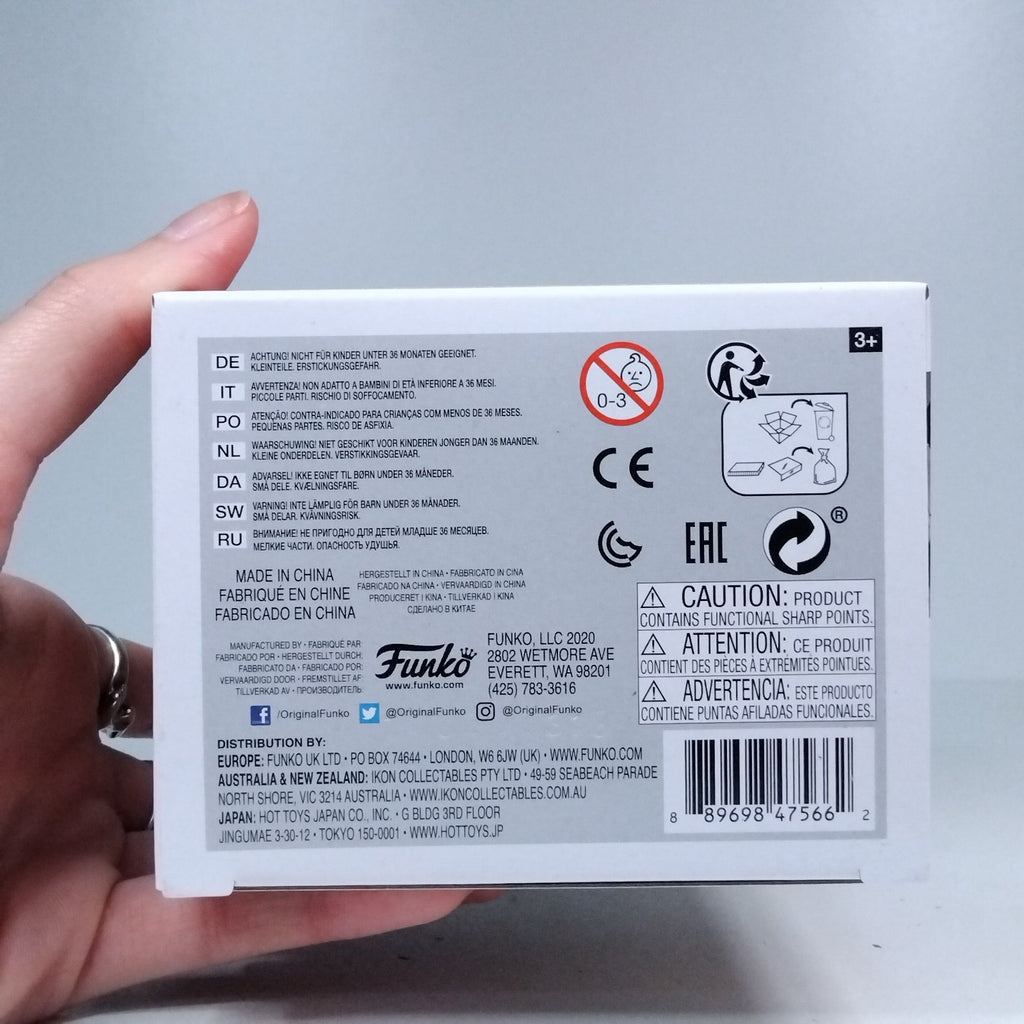 3+
DE ACHTUNG! NICHT FÜR KINDER UNTER 36 MONATEN GEEIGNET.
KLEINTEILE. ERSTICKUNGSGEFAHR.
IT AVVERTENZA! NON ADATTO A BAMBINI DI ETÀ INFERIORE A 36 MESI.
PICCOLE PARTI. RISCHIO DI SOFFOCAMENTO.
PO ATENÇÃO! CONTRA-INDICADO PARA CRIANÇAS COM MENOS DE 36 MESES.
PEQUENAS PARTES. RISCO DE ASFIXIA.
NL WAARSCHUWING! NIET GESCHIKT VOOR KINDEREN JONGER DAN 36 MAANDEN.
KLEINE ONDERDELEN. VERSTIKKINGSGEVAAR.
DA ADVARSEL! IKKE EGNET TIL BØRN UNDER 36 MÅNEDER.
SMÅ DELE. KVÆLNINGSFARE.
SW VARNING! INTE LÄMPLIG FÖR BARN UNDER 36 MÅNADER.
SMÅ DELAR. KVÄVNINGSRISK.
RU ВНИМАНИЕ! НЕ ПРИГОДНО ДЛЯ ДЕТЕЙ МЛАДШЕ 36 МЕСЯЦЕВ.
МЕЛКИЕ ЧАСТИ. ОПАСНОСТЬ УДУШЬЯ.
0-3
CE
EAC
®
MADE IN CHINA
FABRIQUÉ EN CHINE
FABRICADO EN CHINA
HERGESTELLT IN CHINA • FABBRICATO IN CINA
FABRICADO NA CHINA • VERVAARDIGD IN CHINA
PRODUCERET I KINA • TILLVERKAD I KINA
СДЕЛАНО В КИТАЕ
CAUTION: PRODUCT
CONTAINS FUNCTIONAL SHARP POINTS.
ATTENTION: CE PRODUIT
CONTIENT DES PIÈCES À EXTRÉMITÉS POINTUES.
ADVERTENCIA: ESTE PRODUCTO
CONTIENE PUNTAS AFILADAS FUNCIONALES.
MANUFACTURED BY • FABRIQUÉ PAR
FABRICADO POR • HERGESTELLT DURCH:
FABBRICATO DA • FABRICADO POR:
VERVAARDIGD DOOR • FREMSTILLET AF:
TILLVERKAD AV • ПРОИЗВОДИТЕЛЬ:
Funko
www.funko.com
FUNKO, LLC 2020
2802 WETMORE AVE
EVERETT, WA 98201
(425) 783-3616
/OriginalFunko @OriginalFunko @OriginalFunko
DISTRIBUTION BY:
EUROPE: FUNKO UK LTD • PO BOX 74644 • LONDON, W6 6JW (UK) • WWW.FUNKO.COM
AUSTRALIA & NEW ZEALAND: IKON COLLECTABLES PTY LTD • 49-59 SEABEACH PARADE
NORTH SHORE, VIC 3214 AUSTRALIA • WWW.IKONCOLLECTABLES.COM.AU
JAPAN: HOT TOYS JAPAN CO., INC. • G BLDG 3RD FLOOR
JINGUMAE 3-30-12 • TOKYO 150-0001 • WWW.HOTTOYS.JP
8 89698 47566 2